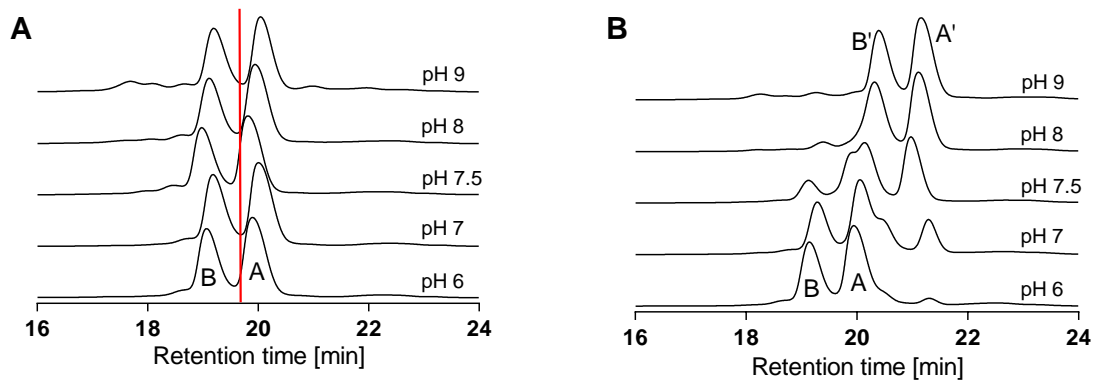 A
pH 9
pH 8
pH 7.5
pH 7
pH 6
B A
16 18 20 22 24
Retention time [min]
B
B' A'
pH 9
pH 8
pH 7.5
pH 7
pH 6
B A
16 18 20 22 24
Retention time [min]